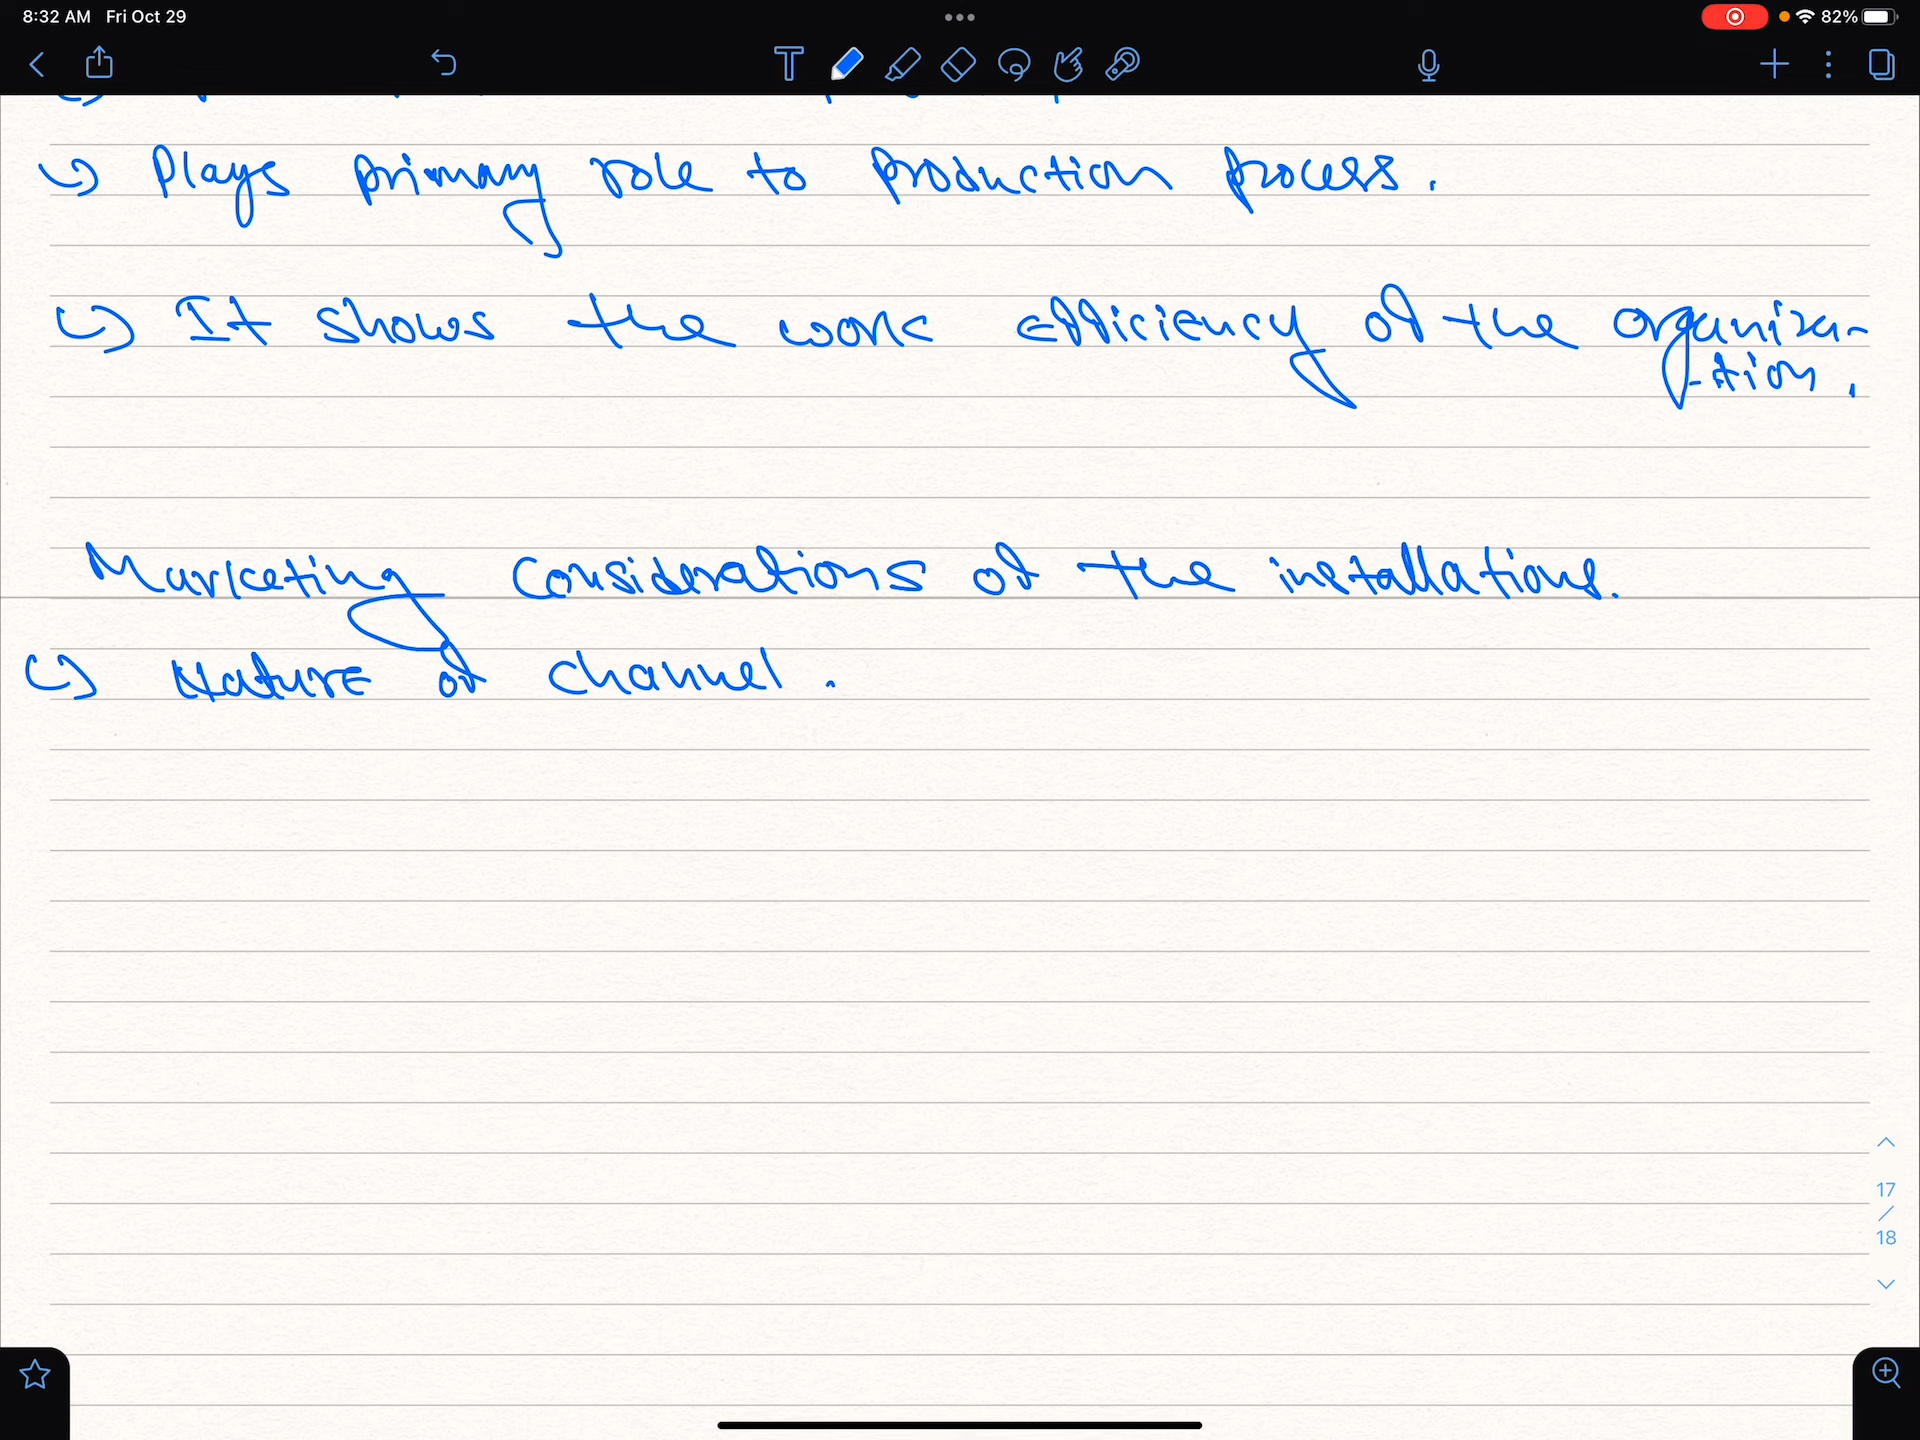 8:32 AM Fri Oct 29
82%
Plays primary role to production process.
It shows the work efficiency of the organiza-
-tion.
Marketing Considerations of the installations.
Nature of channel.
17
/
18